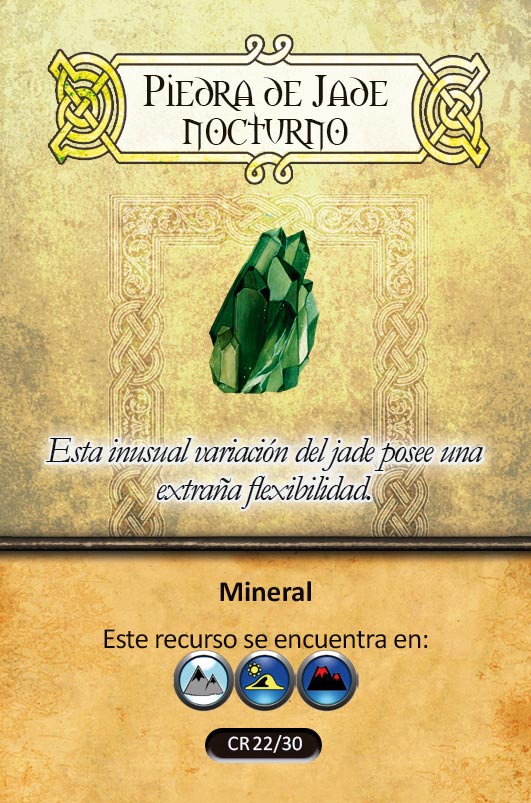 Piedra de Jade
nocturno
Esta inusual variación del jade posee una
extraña flexibilidad.
Mineral
Este recurso se encuentra en:
CR 22/30